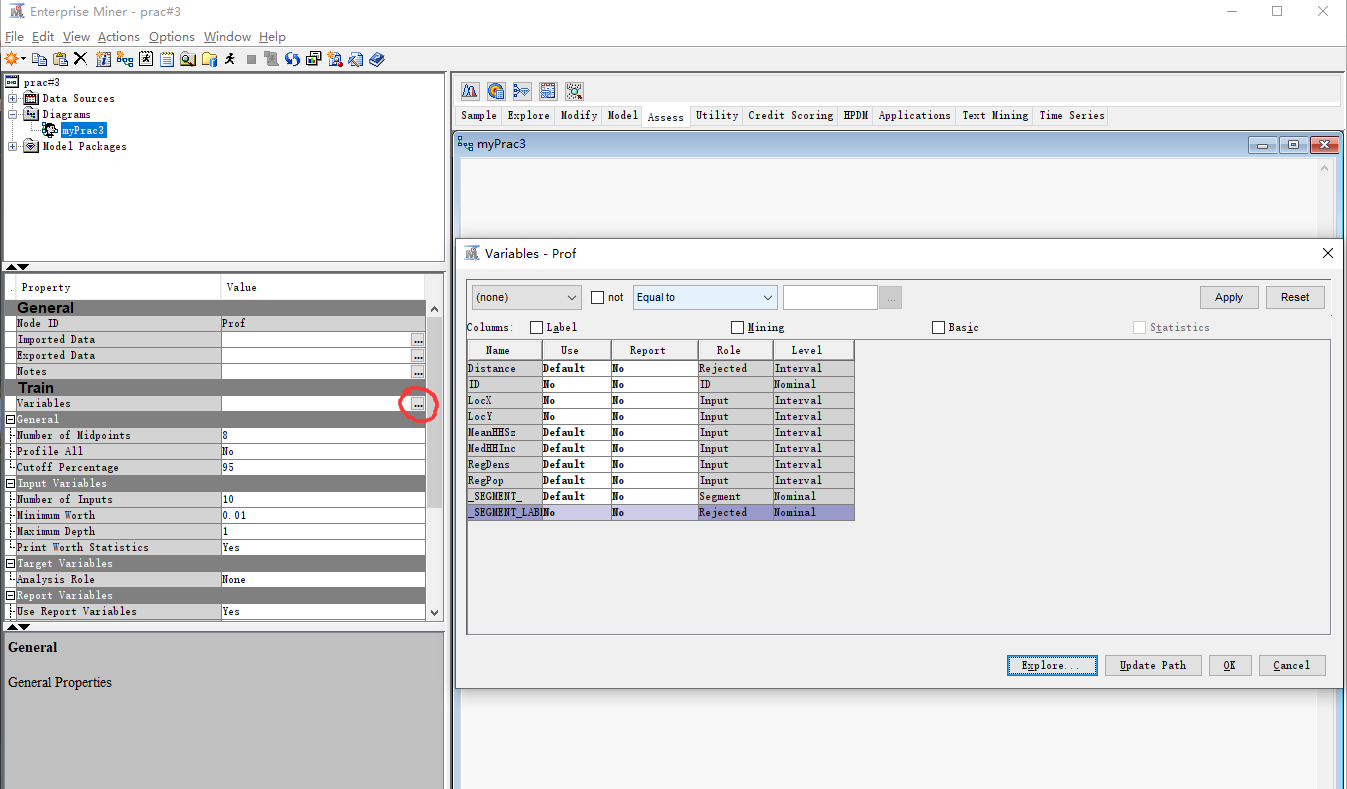 Enterprise Miner - prac#3
File Edit View Actions Options Window Help
prac#3
Data Sources
Diagrams
myPrac3
Model Packages
Sample Explore Modify Model Assess Utility Credit Scoring HPDM Applications Text Mining Time Series
myPrac3
. Property Value
General
Node ID Prof
Imported Data ...
Exported Data ...
Notes ...
Train
Variables ...
General
Number of Midpoints 8
Profile All No
Cutoff Percentage 95
Input Variables
Number of Inputs 10
Minimum Worth 0.01
Maximum Depth 1
Print Worth Statistics Yes
Target Variables
Analysis Role None
Report Variables
Use Report Variables Yes
General
General Properties
Variables - Prof
(none) not Equal to ... Apply Reset
Columns: Label Mining Basic Statistics
Name Use Report Role Level
Distance Default No Rejected Interval
ID No No ID Nominal
LocX No No Input Interval
LocY No No Input Interval
MeanHHSz Default No Input Interval
MedHHInc Default No Input Interval
RegDens Default No Input Interval
RegPop Default No Input Interval
_SEGMENT_ Default No Segment Nominal
_SEGMENT_LABE No No Rejected Nominal
Explore... Update Path OK Cancel